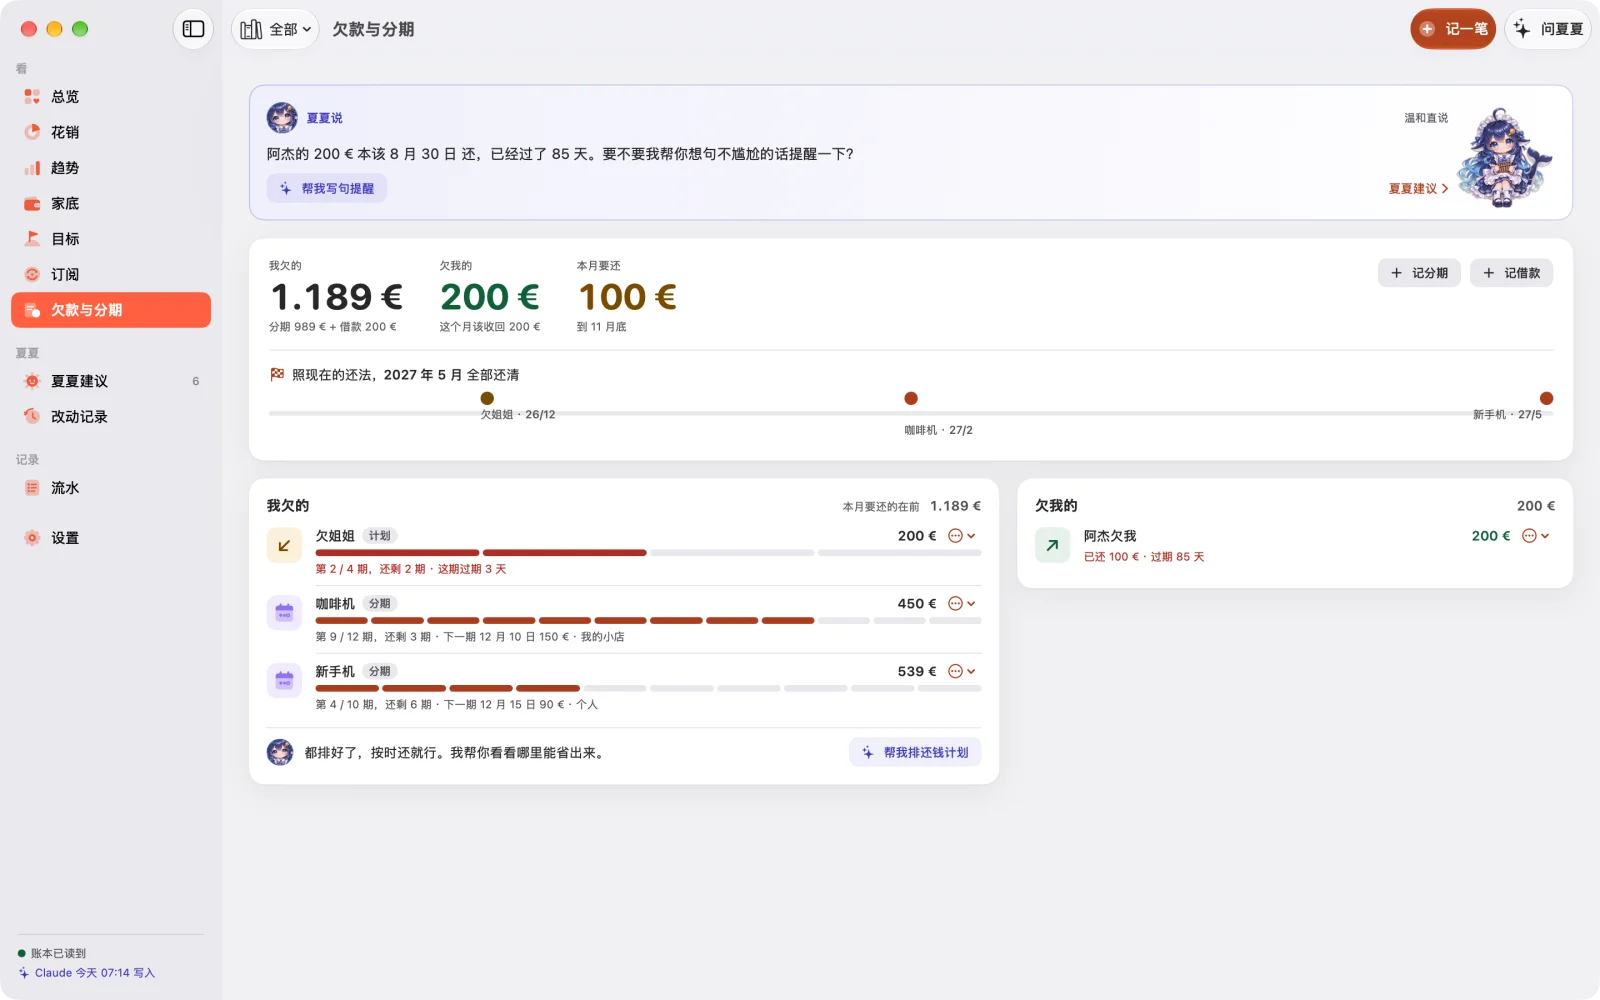 全部
欠款与分期
记一笔
问夏夏
看
总览
花销
趋势
家底
目标
订阅
欠款与分期
夏夏
夏夏建议 6
改动记录
记录
流水
设置
账本已读到
Claude 今天 07:14 写入
夏夏说
温和直说
阿杰的 200 € 本该 8 月 30 日 还，已经过了 85 天。要不要我帮你想句不尴尬的话提醒一下？
帮我写句提醒
夏夏建议
我欠的
1.189 €
分期 989 € + 借款 200 €
欠我的
200 €
这个月该收回 200 €
本月要还
100 €
到 11 月底
记分期
记借款
照现在的还法，2027 年 5 月 全部还清
欠姐姐 · 26/12
咖啡机 · 27/2
新手机 · 27/5
我欠的
本月要还的在前 1.189 €
欠姐姐 计划 200 €
第 2 / 4 期，还剩 2 期 · 这期过期 3 天
咖啡机 分期 450 €
第 9 / 12 期，还剩 3 期 · 下一期 12 月 10 日 150 € · 我的小店
新手机 分期 539 €
第 4 / 10 期，还剩 6 期 · 下一期 12 月 15 日 90 € · 个人
都排好了，按时还就行。我帮你看看哪里能省出来。
帮我排还钱计划
欠我的 200 €
阿杰欠我 200 €
已还 100 € · 过期 85 天